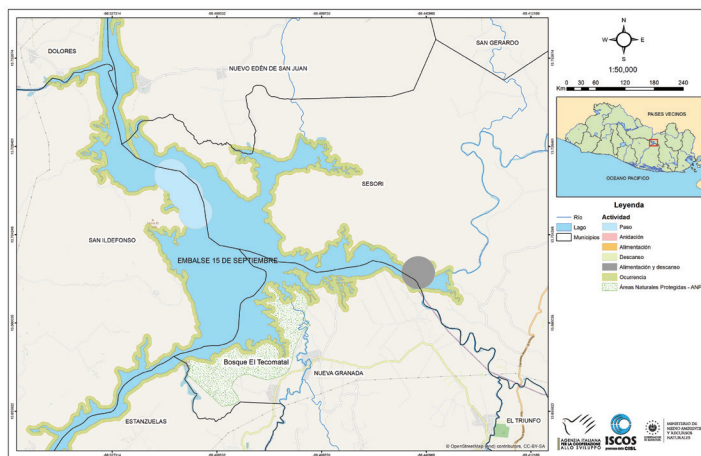 DOLORES
NUEVO EDÉN DE SAN JUAN
SAN GERARDO
SESORI
SAN ILDEFONSO
EMBALSE 15 DE SEPTIEMBRE
Bosque El Tecomatal
NUEVA GRANADA
ESTANZUELAS
EL TRIUNFO
© OpenStreetMap (and) contributors, CC-BY-SA
N
W E
S
1:50,000
Km 0 30 60 120 180 240
PAISES VECINOS
OCEANO PACIFICO
Leyenda
Río
Lago
Municipios
Actividad
Paso
Anidación
Alimentación
Descanso
Alimentación y descanso
Ocurrencia
Áreas Naturales Protegidas - ANP
AGENZIA ITALIANA
PER LA COOPERAZIONE
ALLO SVILUPPO
ISCOS
MINISTERIO DE
MEDIO AMBIENTE
Y RECURSOS
NATURALES